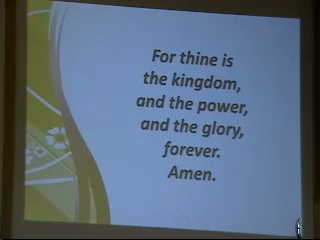 For thine is
the kingdom,
and the power,
and the glory,
forever.
Amen.